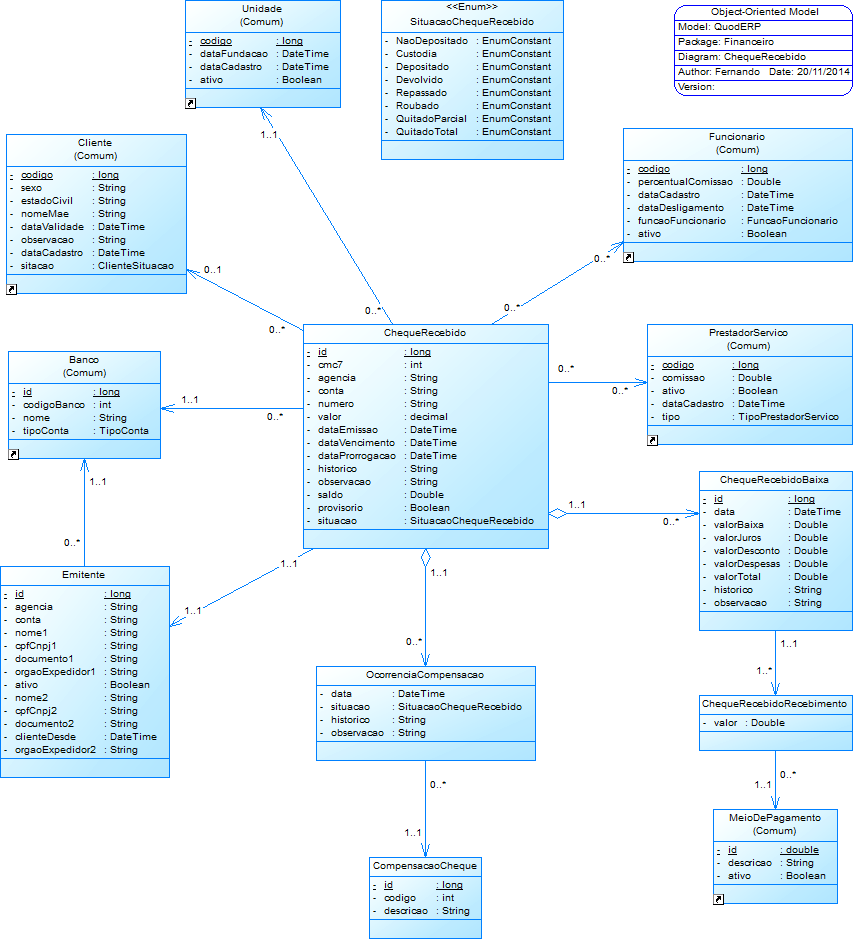 Unidade
(Comum)
- codigo : long
- dataFundacao : DateTime
- dataCadastro : DateTime
- ativo : Boolean
<<Enum>>
SituacaoChequeRecebido
- NaoDepositado : EnumConstant
- Custodia : EnumConstant
- Depositado : EnumConstant
- Devolvido : EnumConstant
- Repassado : EnumConstant
- Roubado : EnumConstant
- QuitadoParcial : EnumConstant
- QuitadoTotal : EnumConstant
Object-Oriented Model
Model: QuodERP
Package: Financeiro
Diagram: ChequeRecebido
Author: Fernando Date: 20/11/2014
Version:
Cliente
(Comum)
- codigo : long
- sexo : String
- estadoCivil : String
- nomeMae : String
- dataValidade : DateTime
- observacao : String
- dataCadastro : DateTime
- sitacao : ClienteSituacao
Funcionario
(Comum)
- codigo : long
- percentualComissao : Double
- dataCadastro : DateTime
- dataDesligamento : DateTime
- funcaoFuncionario : FuncaoFuncionario
- ativo : Boolean
1..1
0..*
0..1
0..*
0..*
0..*
ChequeRecebido
- id : long
- cmc7 : int
- agencia : String
- conta : String
- numero : String
- valor : decimal
- dataEmissao : DateTime
- dataVencimento : DateTime
- dataProrrogacao : DateTime
- historico : String
- observacao : String
- saldo : Double
- provisorio : Boolean
- situacao : SituacaoChequeRecebido
Banco
(Comum)
- id : long
- codigoBanco : int
- nome : String
- tipoConta : TipoConta
1..1
0..*
PrestadorServico
(Comum)
- codigo : long
- comissao : Double
- ativo : Boolean
- dataCadastro : DateTime
- tipo : TipoPrestadorServico
0..*
0..*
ChequeRecebidoBaixa
- id : long
- data : DateTime
- valorBaixa : Double
- valorJuros : Double
- valorDesconto : Double
- valorDespesas : Double
- valorTotal : Double
- historico : String
- observacao : String
1..1
0..*
1..1
0..*
Emitente
- id : long
- agencia : String
- conta : String
- nome1 : String
- cpfCnpj1 : String
- documento1 : String
- orgaoExpedidor1 : String
- ativo : Boolean
- nome2 : String
- cpfCnpj2 : String
- documento2 : String
- clienteDesde : DateTime
- orgaoExpedidor2 : String
1..1
1..1
1..1
0..*
OcorrenciaCompensacao
- data : DateTime
- situacao : SituacaoChequeRecebido
- historico : String
- observacao : String
1..1
1..*
ChequeRecebidoRecebimento
- valor : Double
0..*
1..1
MeioDePagamento
(Comum)
- id : double
- descricao : String
- ativo : Boolean
0..*
1..1
CompensacaoCheque
- id : long
- codigo : int
- descricao : String